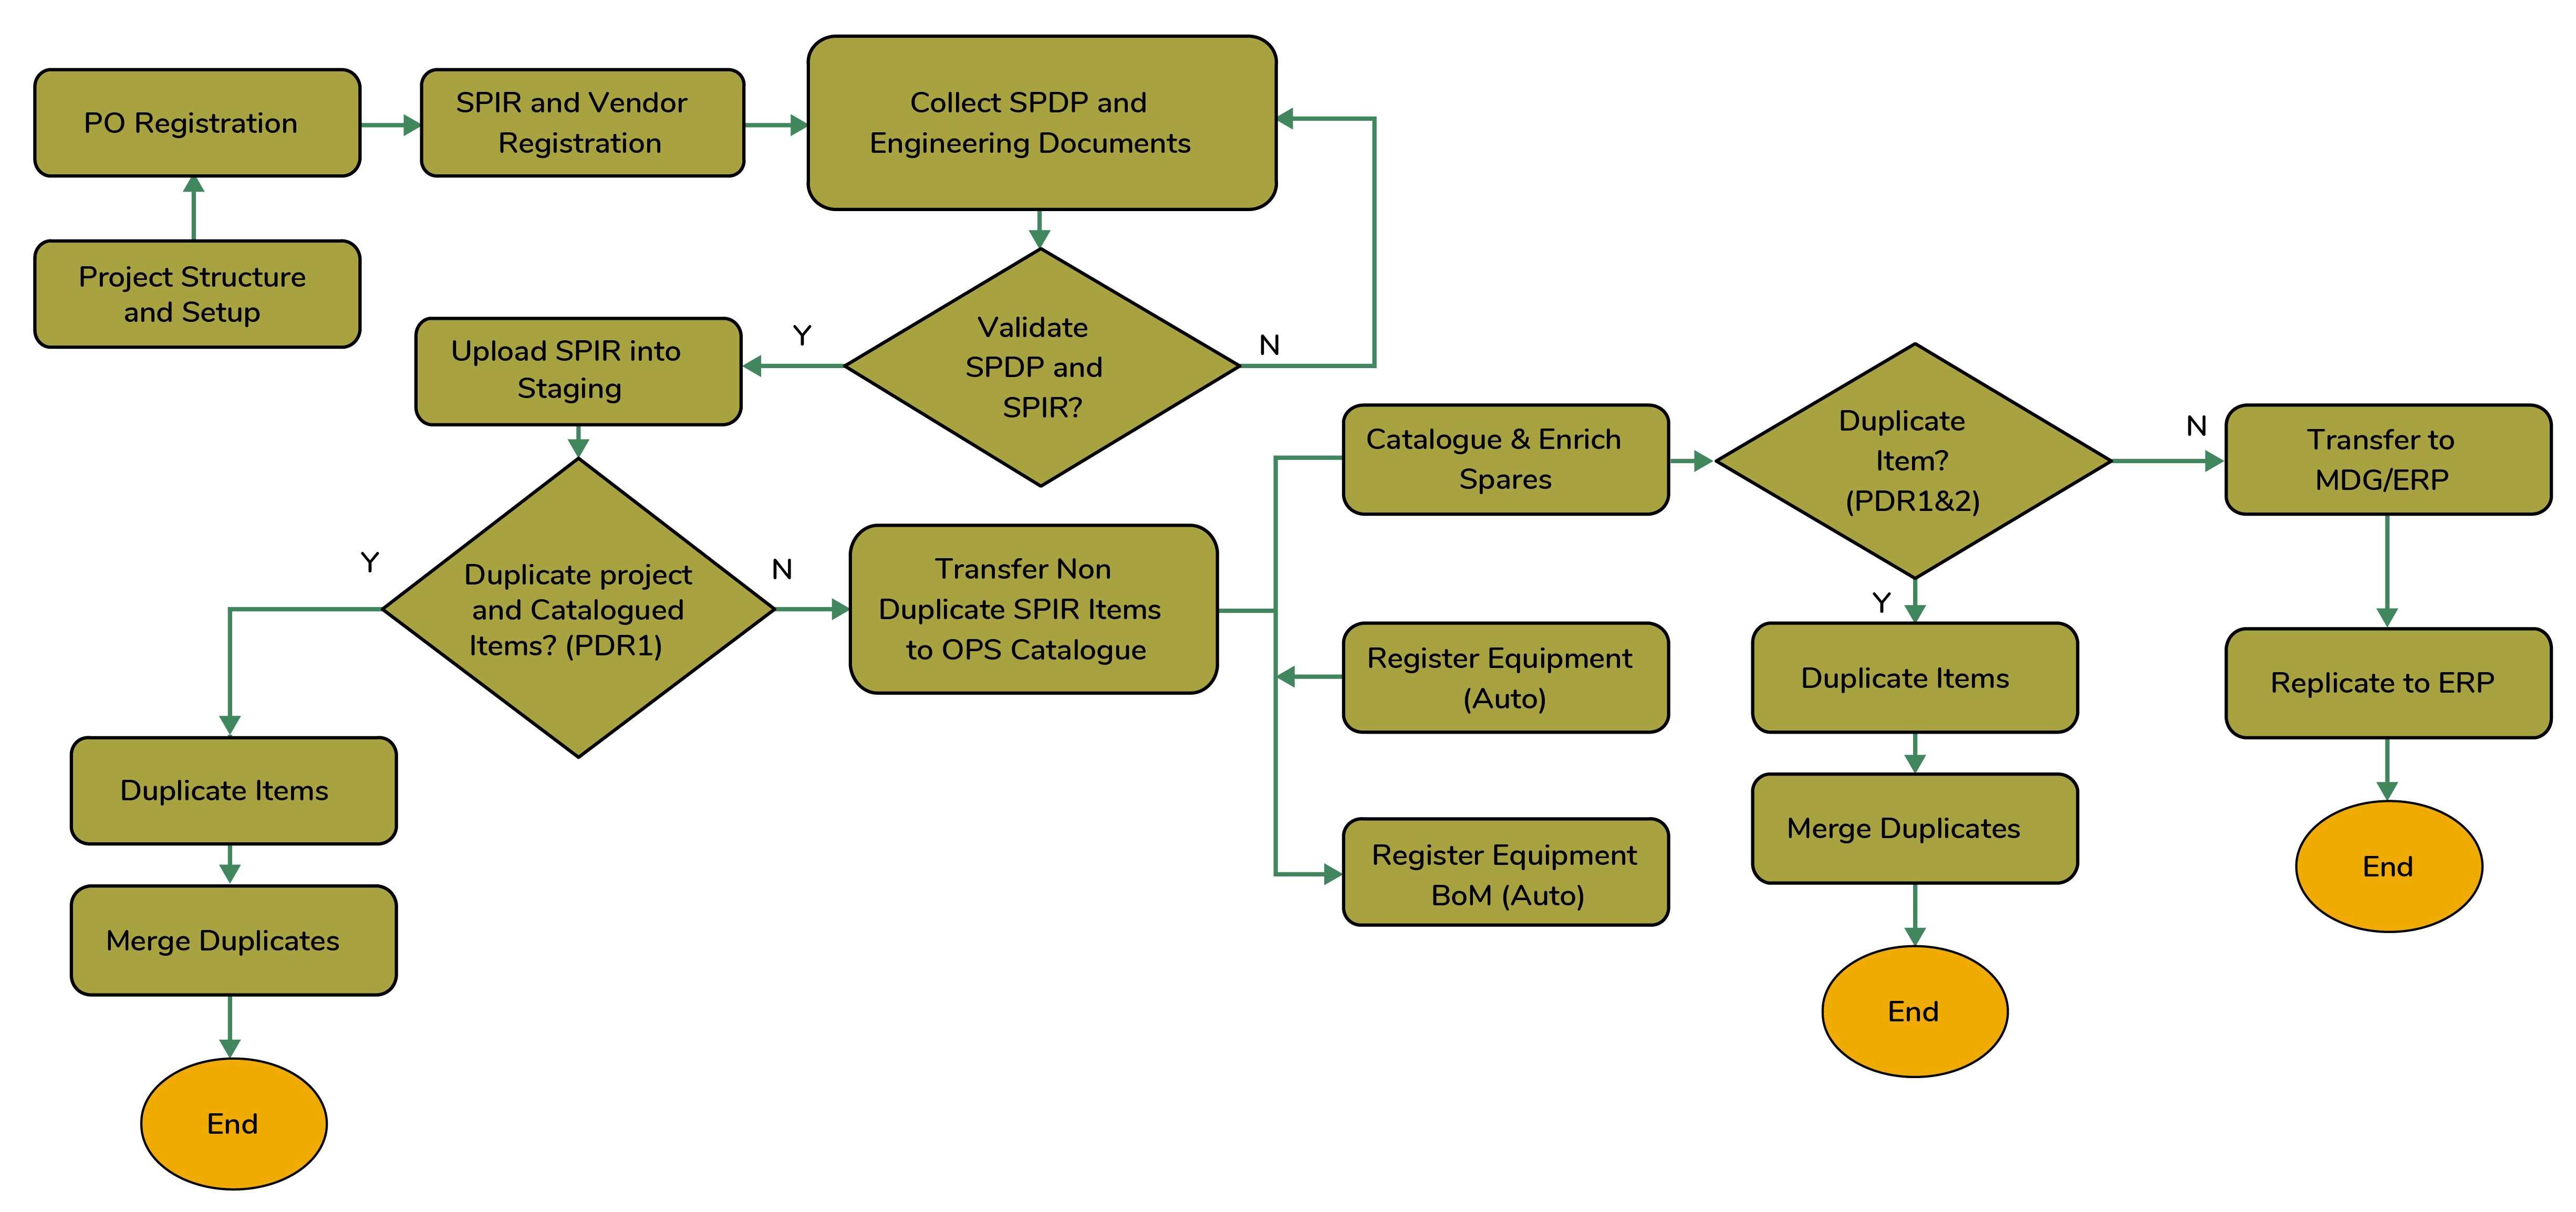 PO Registration
SPIR and Vendor
Registration
Collect SPDP and
Engineering Documents
Project Structure
and Setup
Upload SPIR into
Staging
Y
Validate
SPDP and
SPIR?
N
Duplicate project
and Catalogued
Items? (PDR1)
Y
N
Transfer Non
Duplicate SPIR Items
to OPS Catalogue
Catalogue & Enrich
Spares
Register Equipment
(Auto)
Register Equipment
BoM (Auto)
Duplicate
Item?
(PDR1&2)
N
Transfer to
MDG/ERP
Replicate to ERP
End
Y
Duplicate Items
Merge Duplicates
End
Duplicate Items
Merge Duplicates
End